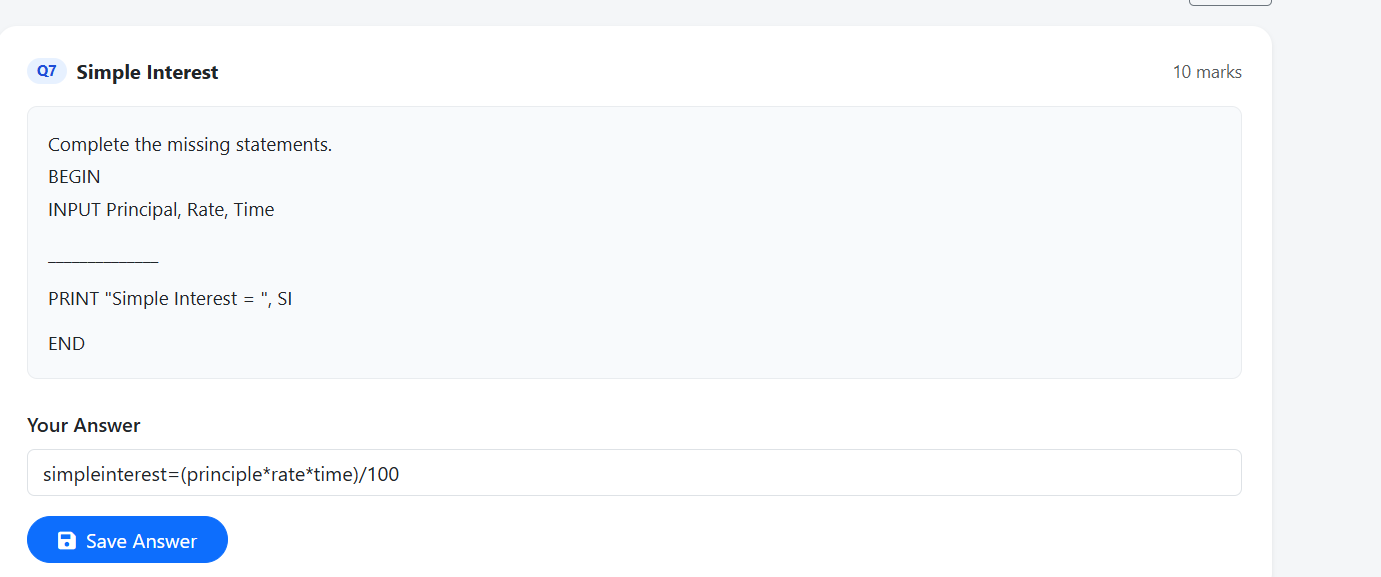 Q7 Simple Interest 10 marks
Complete the missing statements.
BEGIN
INPUT Principal, Rate, Time
______________
PRINT "Simple Interest = ", SI
END
Your Answer
simpleinterest=(principle*rate*time)/100
Save Answer